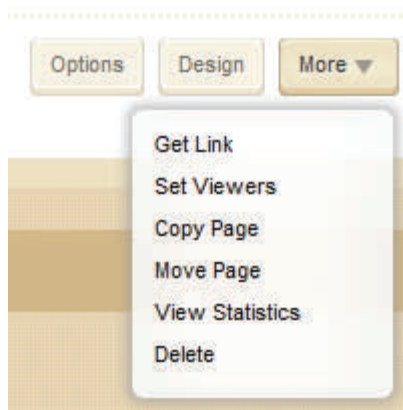 Options Design More
Get Link
Set Viewers
Copy Page
Move Page
View Statistics
Delete